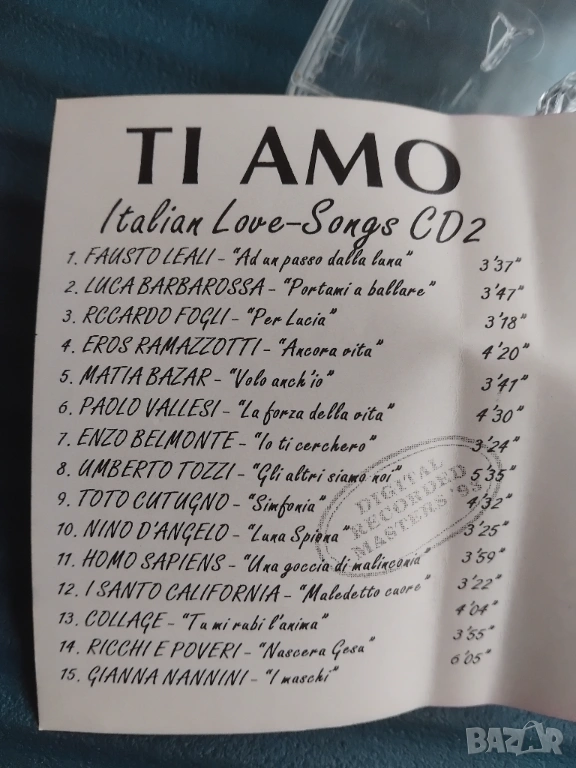 TI AMO
Italian Love-Songs CD2
1. FAUSTO LEALI - "Ad un passo dalla luna" 3'37"
2. LUCA BARBAROSSA - "Portami a ballare" 3'47"
3. RCCARDO FOGLI - "Per Lucia" 3'18"
4. EROS RAMAZZOTTI - "Ancora vita" 4'20"
5. MATIA BAZAR - "Volo anch'io" 3'41"
6. PAOLO VALLESI - "La forza della vita" 4'30"
7. ENZO BELMONTE - "Io ti cerchero" 3'24"
8. UMBERTO TOZZI - "Gli altri siamo noi" 5'35"
9. TOTO CUTUGNO - "Simfonia" 4'32"
10. NINO D'ANGELO - "Luna Spiena" 3'25"
11. HOMO SAPIENS - "Una goccia di malinconia" 3'59"
12. I SANTO CALIFORNIA - "Maledetto cuore" 3'22"
13. COLLAGE - "Tu mi rubi l'anima" 4'04"
14. RICCHI E POVERI - "Nascera Gesu" 3'55"
15. GIANNA NANNINI - "I maschi" 6'05"
DIGITAL
RECORDED
MASTERS '95
BAZAR